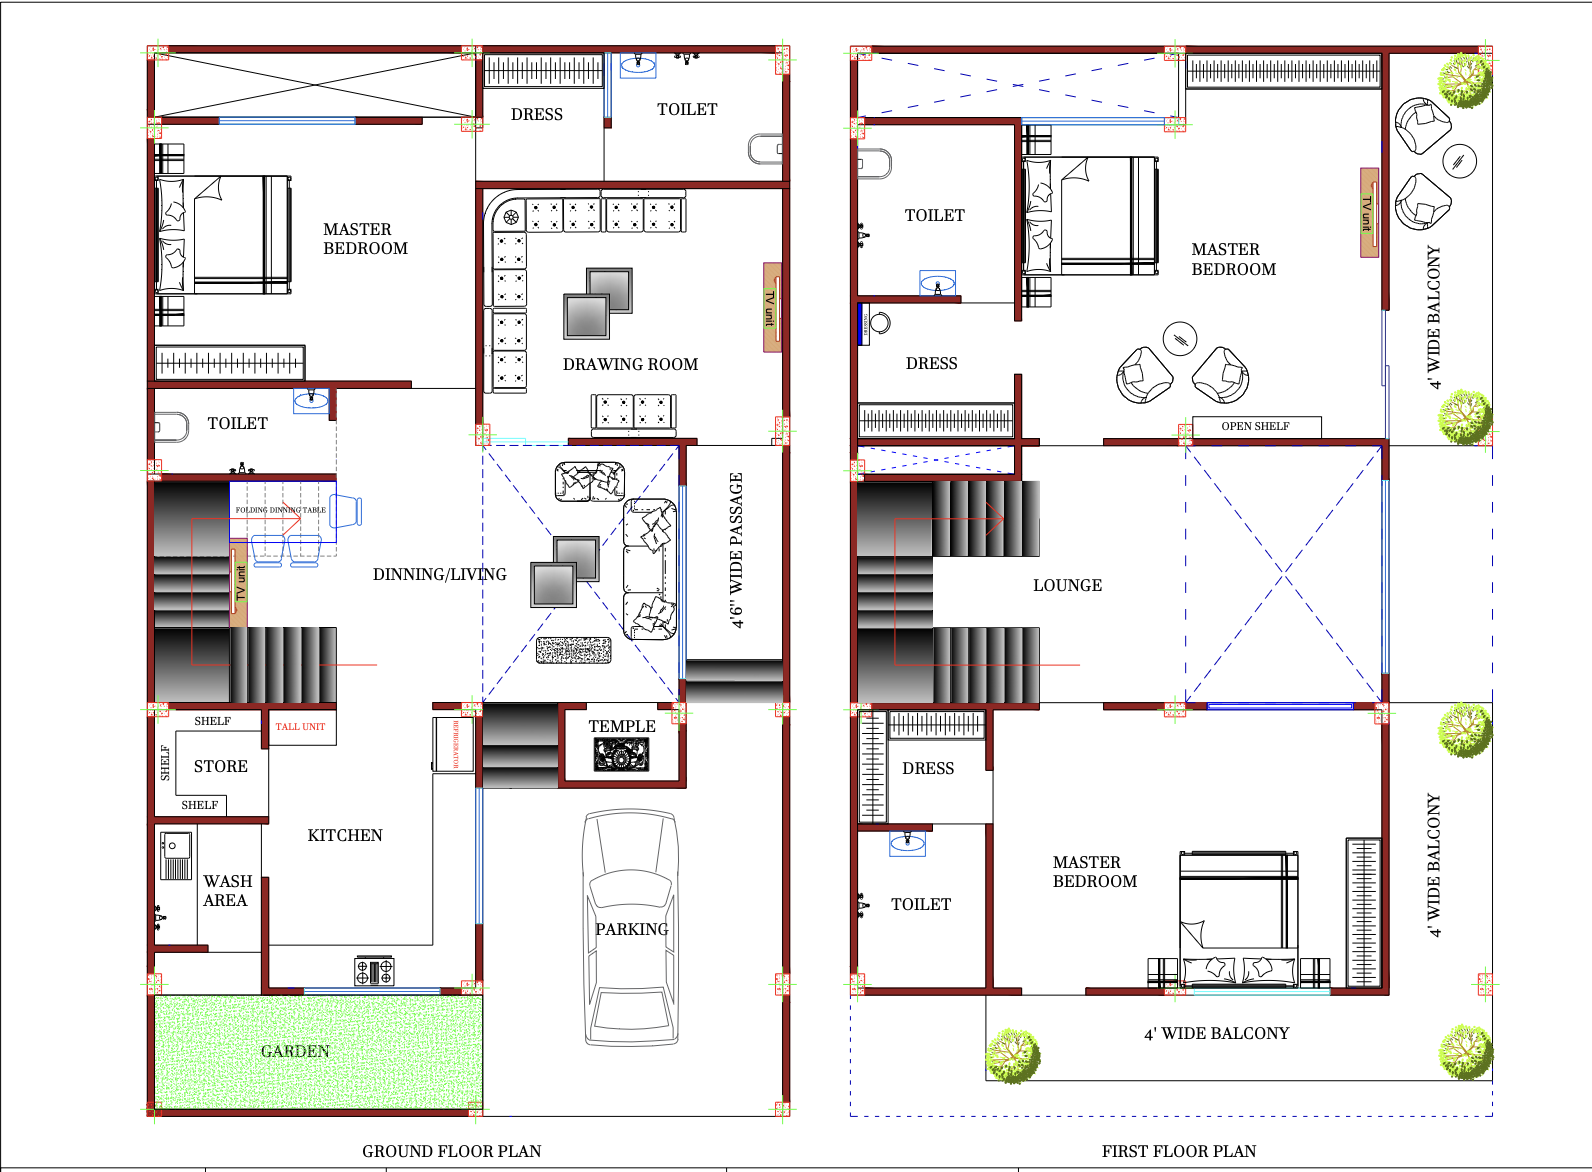 DRESS
TOILET
MASTER
BEDROOM
TV unit
DRAWING ROOM
TOILET
FOLDING DINNING TABLE
TV unit
DINNING/LIVING
4'6" WIDE PASSAGE
SHELF
TALL UNIT
REFRIGERATOR
TEMPLE
SHELF
STORE
SHELF
KITCHEN
WASH
AREA
PARKING
GARDEN
GROUND FLOOR PLAN
TOILET
MASTER
BEDROOM
TV unit
4' WIDE BALCONY
DRESSING
DRESS
OPEN SHELF
LOUNGE
DRESS
MASTER
BEDROOM
TOILET
4' WIDE BALCONY
4' WIDE BALCONY
FIRST FLOOR PLAN